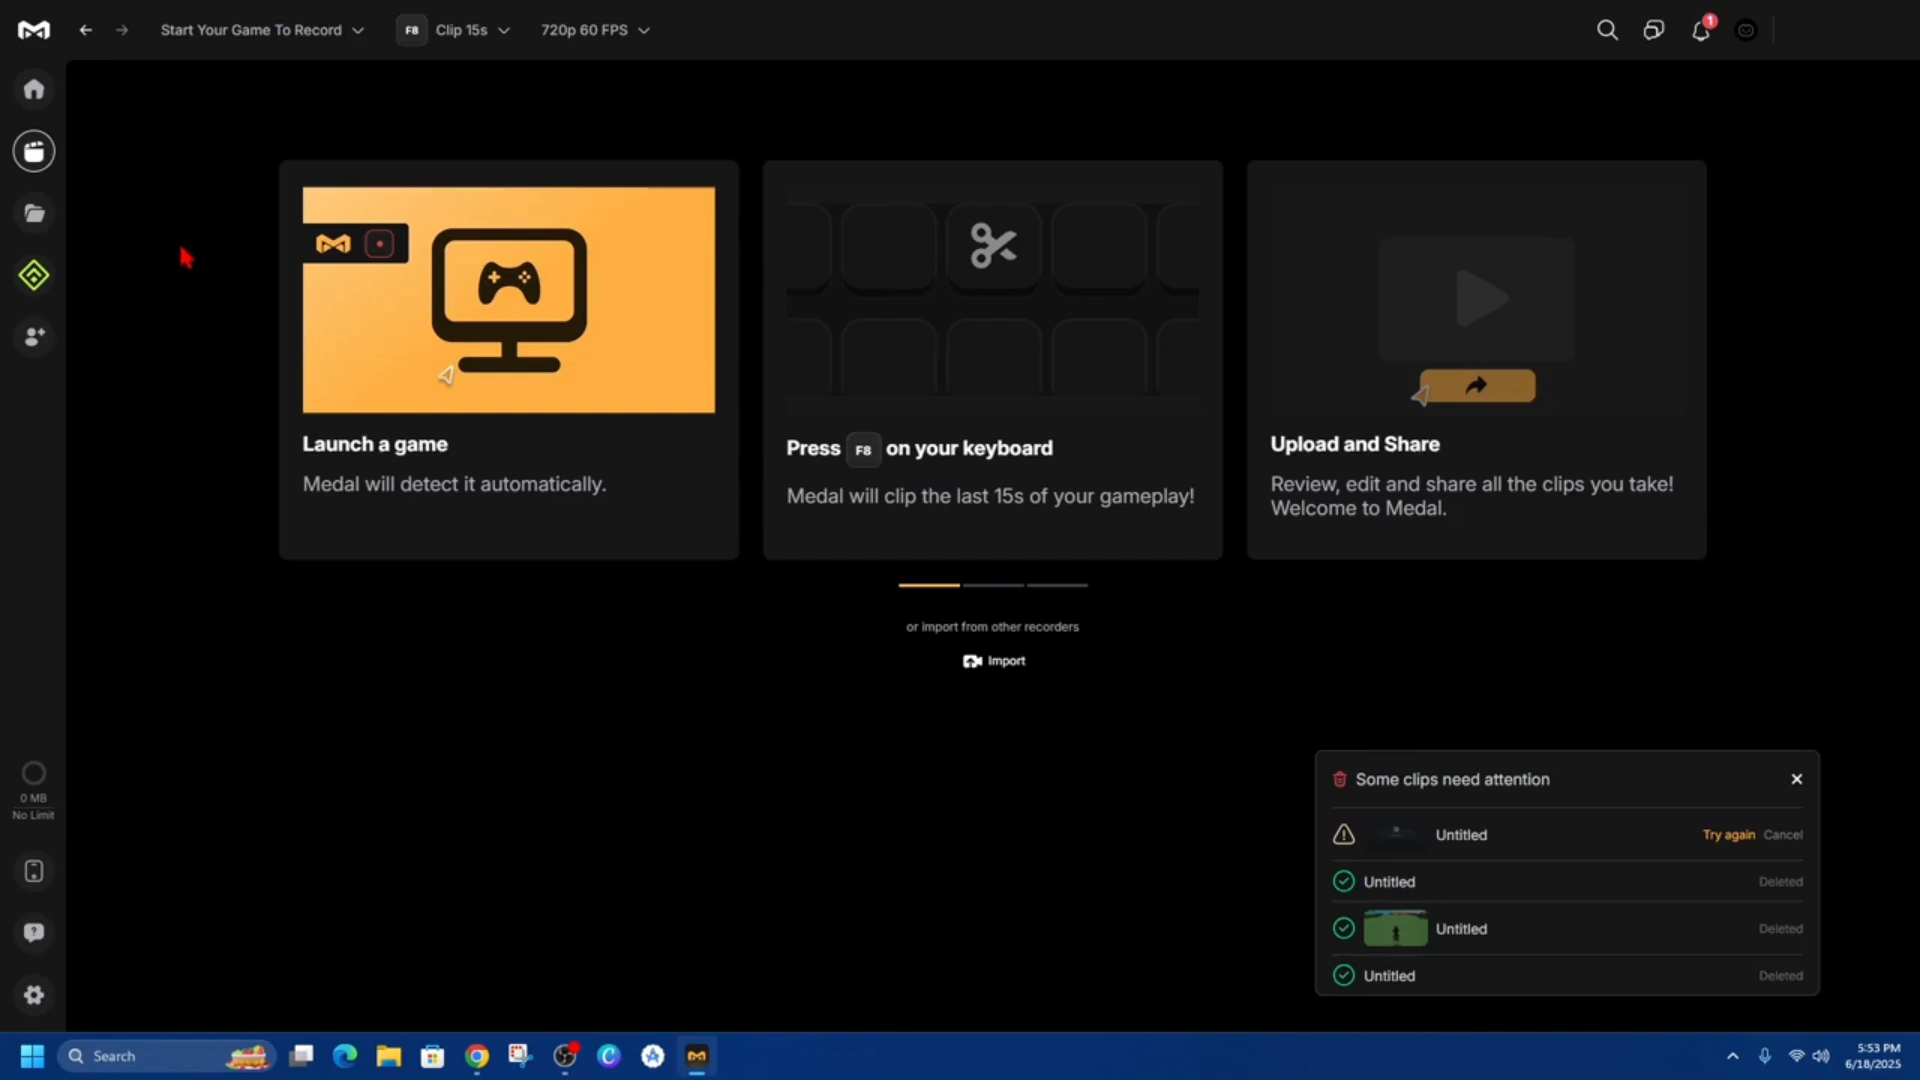 Start Your Game To Record
F8 Clip 15s
720p 60 FPS
1
Launch a game
Medal will detect it automatically.
Press F8 on your keyboard
Medal will clip the last 15s of your gameplay!
Upload and Share
Review, edit and share all the clips you take!
Welcome to Medal.
or import from other recorders
Import
0 MB
No Limit
Some clips need attention
Untitled Try again Cancel
Untitled Deleted
Untitled Deleted
Untitled Deleted
Search
5:53 PM
6/18/2025